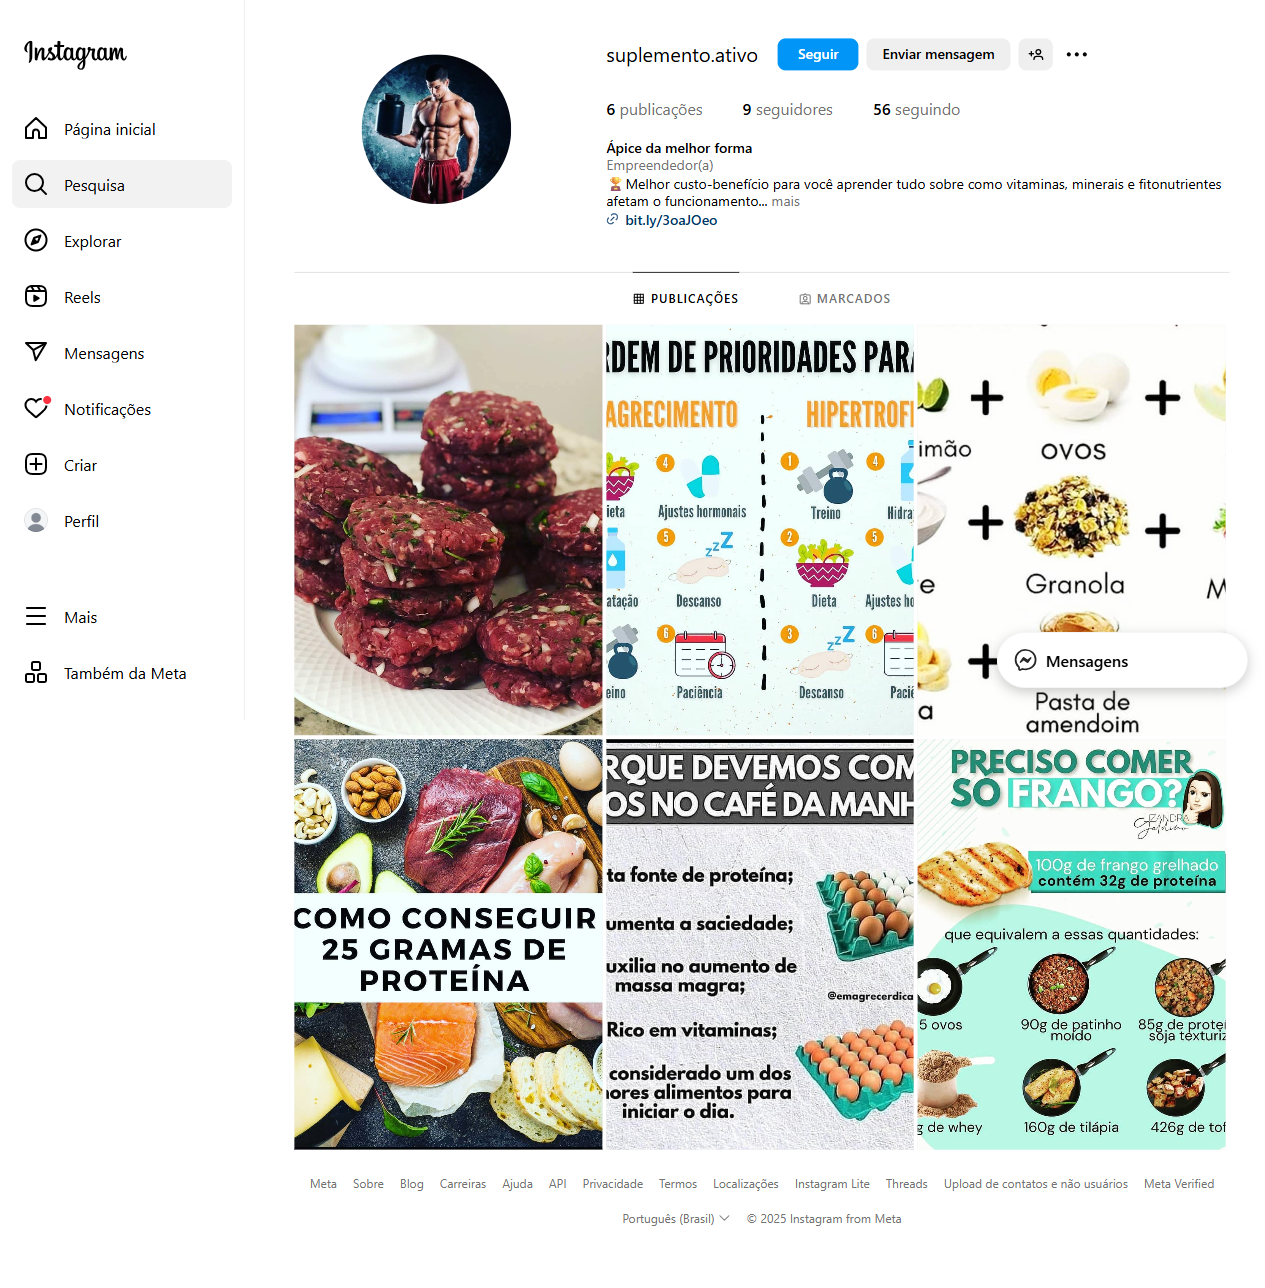 Instagram
Página inicial
Pesquisa
Explorar
Reels
Mensagens
Notificações
Criar
Perfil
Mais
Também da Meta
suplemento.ativo
Seguir
Enviar mensagem
6 publicações
9 seguidores
56 seguindo
Ápice da melhor forma
Empreendedor(a)
🏆Melhor custo-benefício para você aprender tudo sobre como vitaminas, minerais e fitonutrientes
afetam o funcionamento... mais
bit.ly/3oaJOeo
PUBLICAÇÕES
MARCADOS
RDEM DE PRIORIDADES PARA
AGRECIMENTO
HIPERTROFI
4
1
4
ieta
Ajustes hormonais
Treino
Hidra
5
zzZ
2
5
atação
Descanso
Dieta
Ajustes ho
6
3
zzZ
6
eino
Paciência
Descanso
Paciê
+
+
imão
ovos
+
+
e
Granola
M
+
a
Pasta de
amendoim
Mensagens
COMO CONSEGUIR
25 GRAMAS DE
PROTEÍNA
RQUE DEVEMOS COM
OS NO CAFÉ DA MANH
ta fonte de proteína;
umenta a saciedade;
uxilia no aumento de
massa magra;
@emagrecerdica
Rico em vitaminas;
considerado um dos
ores alimentos para
iniciar o dia.
PRECISO COMER
SÓ FRANGO?
IZANDRA
100g de frango grelhado
contém 32g de proteína
que equivalem a essas quantidades:
5 ovos
90g de patinho
moído
85g de proteí
soja texturiz
g de whey
160g de tilápia
426g de tof
Meta
Sobre
Blog
Carreiras
Ajuda
API
Privacidade
Termos
Localizações
Instagram Lite
Threads
Upload de contatos e não usuários
Meta Verified
Português (Brasil)
© 2025 Instagram from Meta